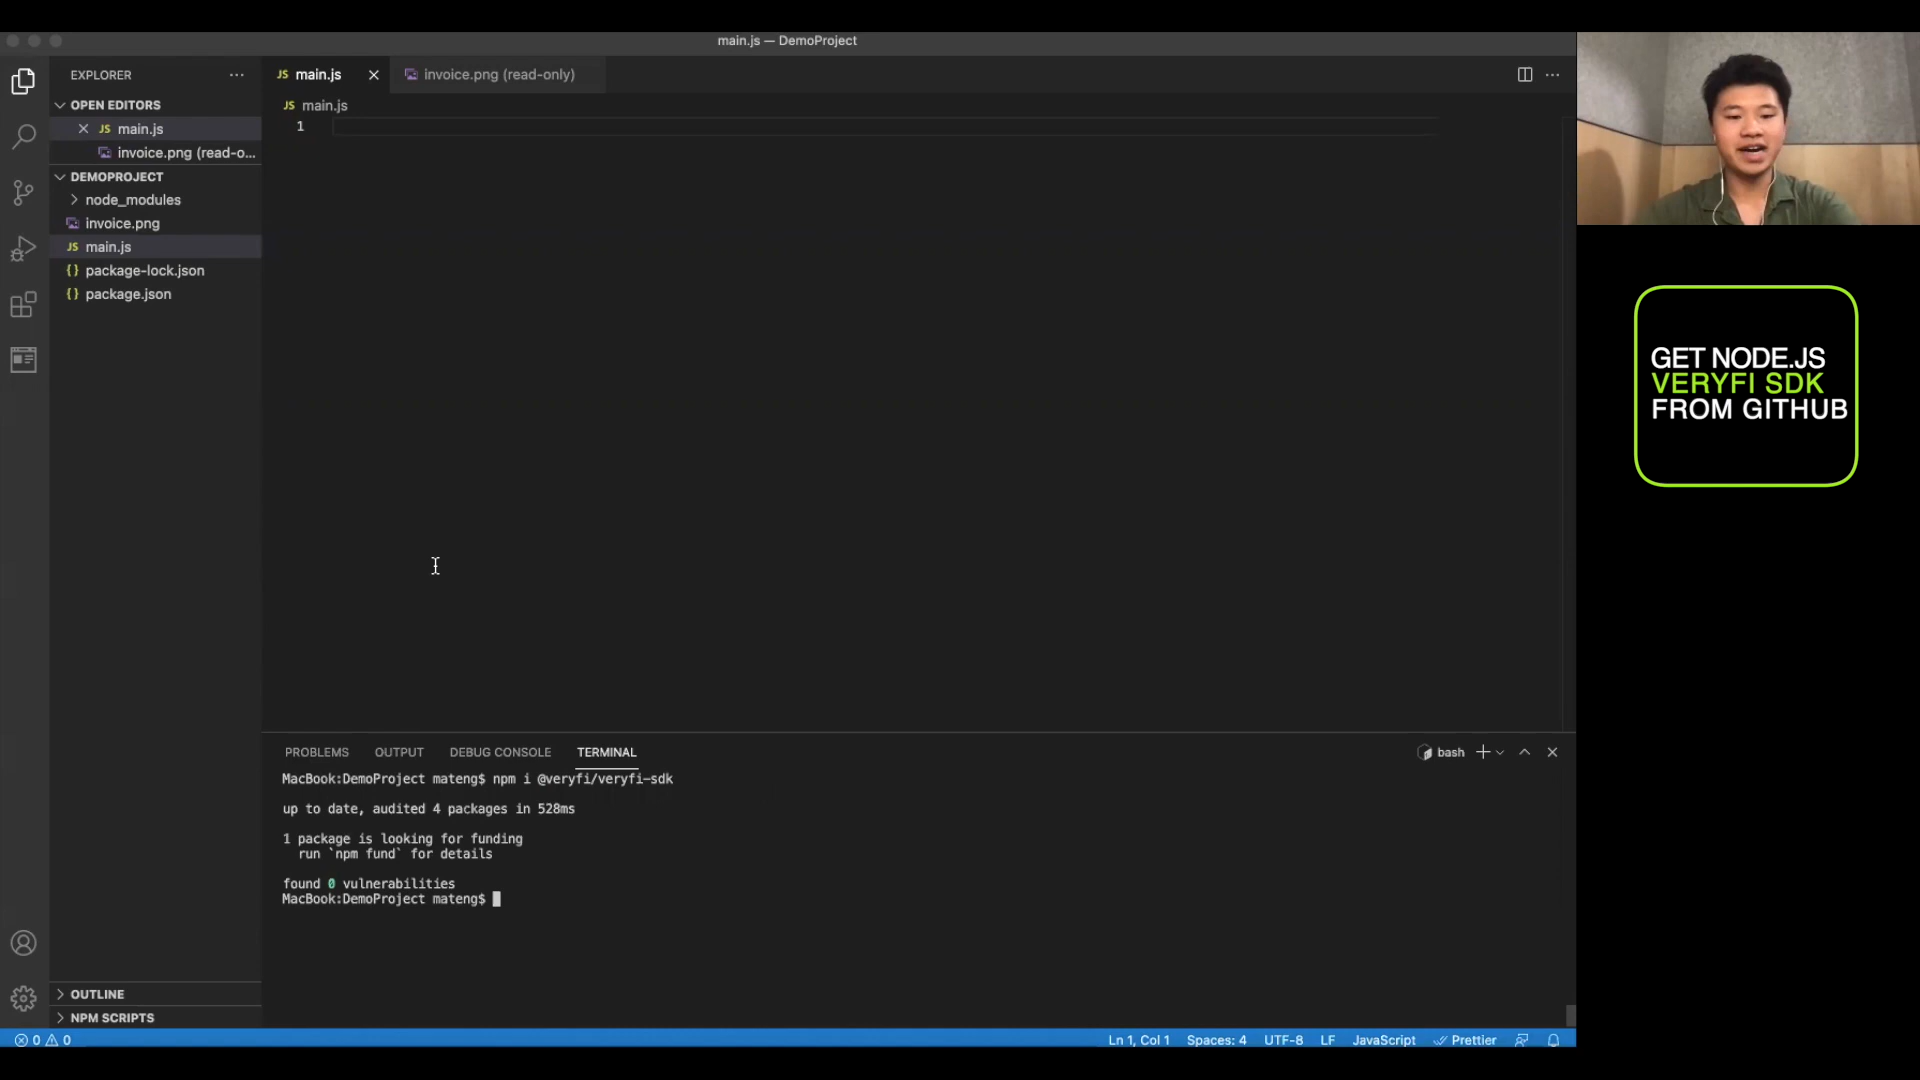 main.js — DemoProject
EXPLORER
OPEN EDITORS
JS main.js
invoice.png (read-o...
DEMOPROJECT
node_modules
invoice.png
JS main.js
{} package-lock.json
{} package.json
OUTLINE
NPM SCRIPTS
JS main.js
invoice.png (read-only)
JS main.js
1
PROBLEMS OUTPUT DEBUG CONSOLE TERMINAL
bash
MacBook:DemoProject mateng$ npm i @veryfi/veryfi-sdk
up to date, audited 4 packages in 528ms
1 package is looking for funding
run `npm fund` for details
found 0 vulnerabilities
MacBook:DemoProject mateng$
0 0
Ln 1, Col 1 Spaces: 4 UTF-8 LF JavaScript Prettier
GET NODE.JS
VERYFI SDK
FROM GITHUB